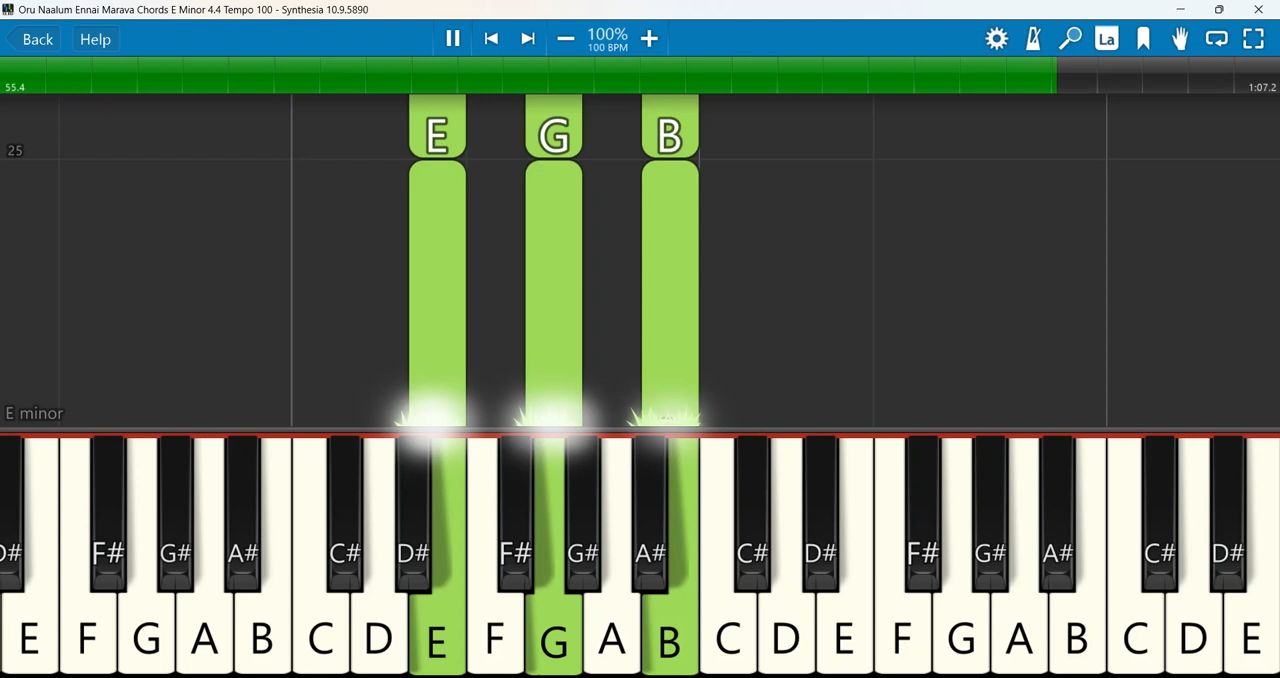 Oru Naalum Ennai Marava Chords E Minor 4.4 Tempo 100 - Synthesia 10.9.5890
Back Help 100% La
100 BPM
55.4 1:07.2
E G B
25
E minor
D# F# G# A# C# D# F# G# A# C# D# F# G# A# C# D#
E F G A B C D E F G A B C D E F G A B C D E